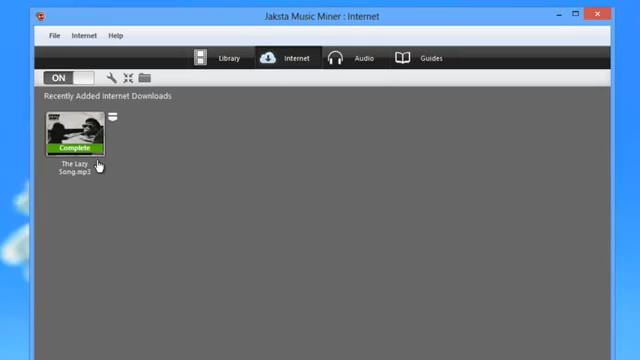 Jaksta Music Miner : Internet
File Internet Help
Library Internet Audio Guides
ON
Recently Added Internet Downloads
Complete
The Lazy
Song.mp3